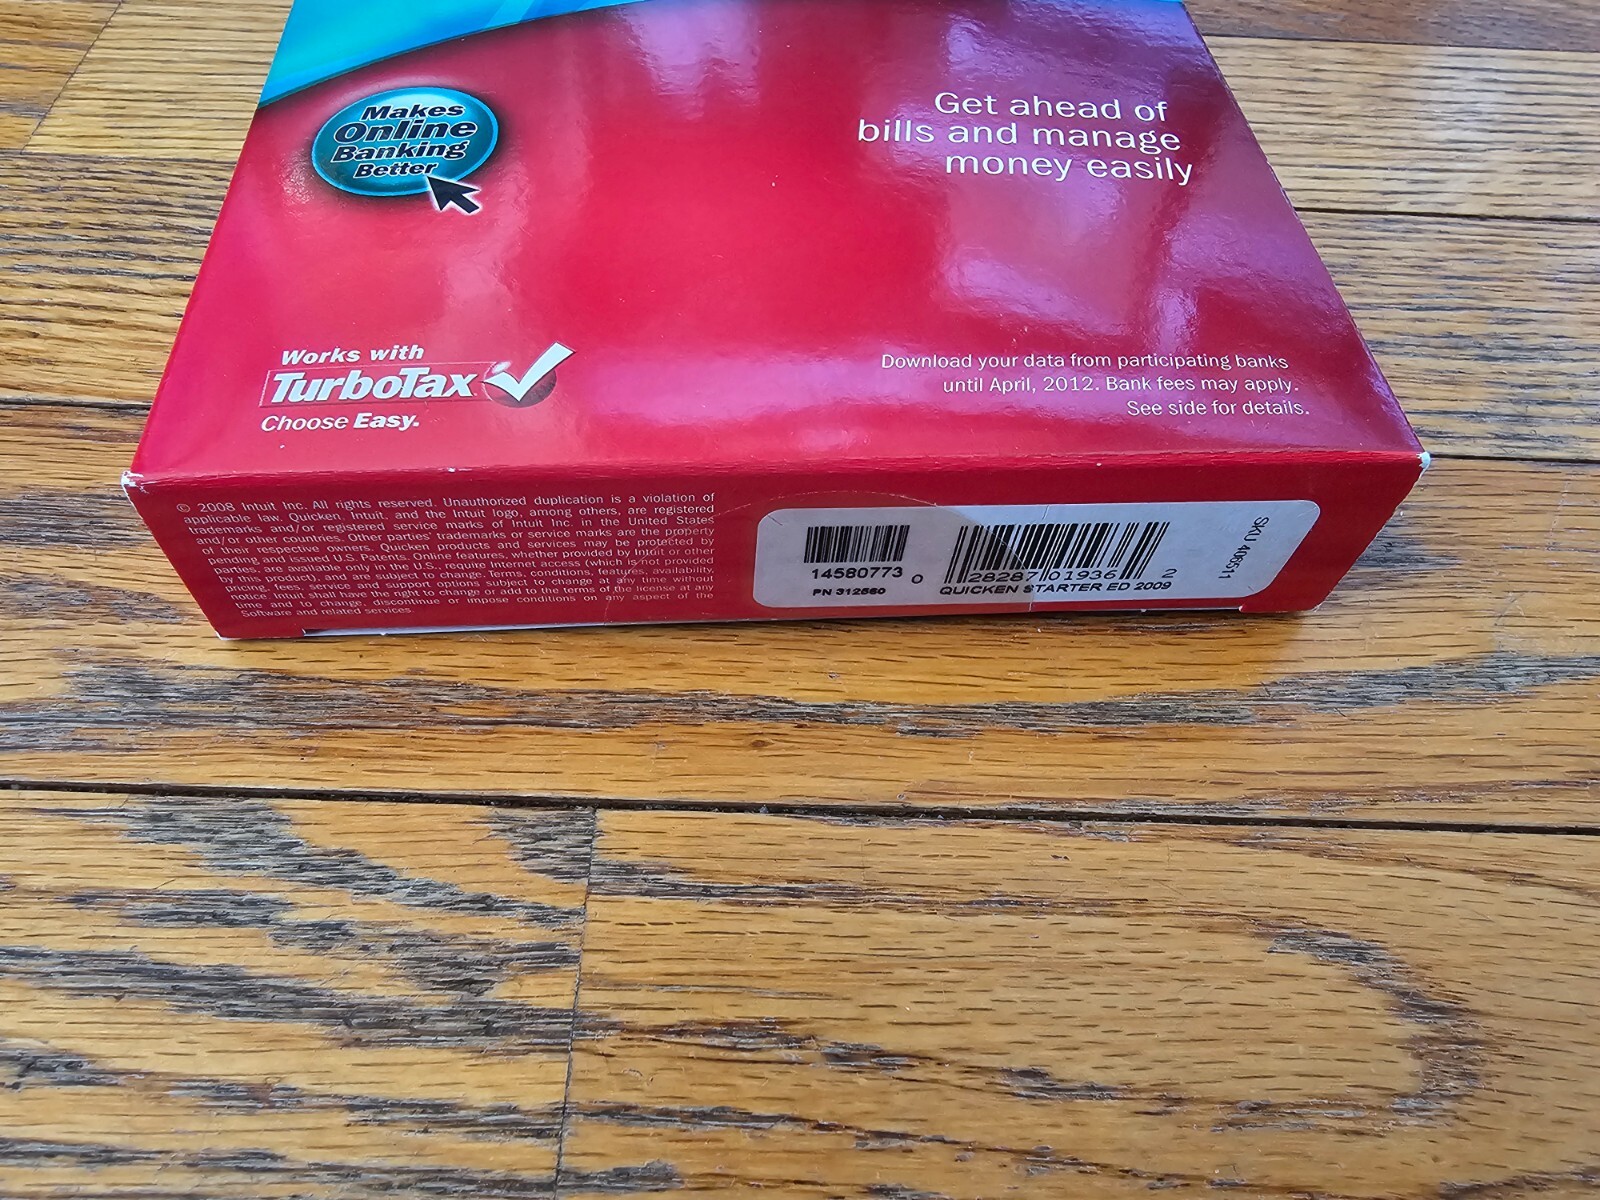 Makes
Online
Banking
Better
Get ahead of
bills and manage
money easily
Works with
TurboTax
Choose Easy.
Download your data from participating banks
until April, 2012. Bank fees may apply.
See side for details.
© 2008 Intuit Inc. All rights reserved. Unauthorized duplication is a violation of
applicable law. Quicken, Intuit, and the Intuit logo, among others, are registered
trademarks and/or registered service marks of Intuit Inc. in the United States
and/or other countries. Other parties' trademarks or service marks are the property
of their respective owners. Quicken products and services may be protected by
pending and issued U.S. Patents. Online features, whether provided by Intuit or other
parties, are available only in the U.S., require Internet access (which is not provided
by this product), and are subject to change. Terms, conditions, features, availability,
pricing, fees, service and support options subject to change at any time without
notice. Intuit shall have the right to change or add to the terms of the license at any
time and to change, discontinue or impose conditions on any aspect of the
Software and related services.
14580773
PN 312560
0 28287 01936 2
QUICKEN STARTER ED 2009
SKU 406511